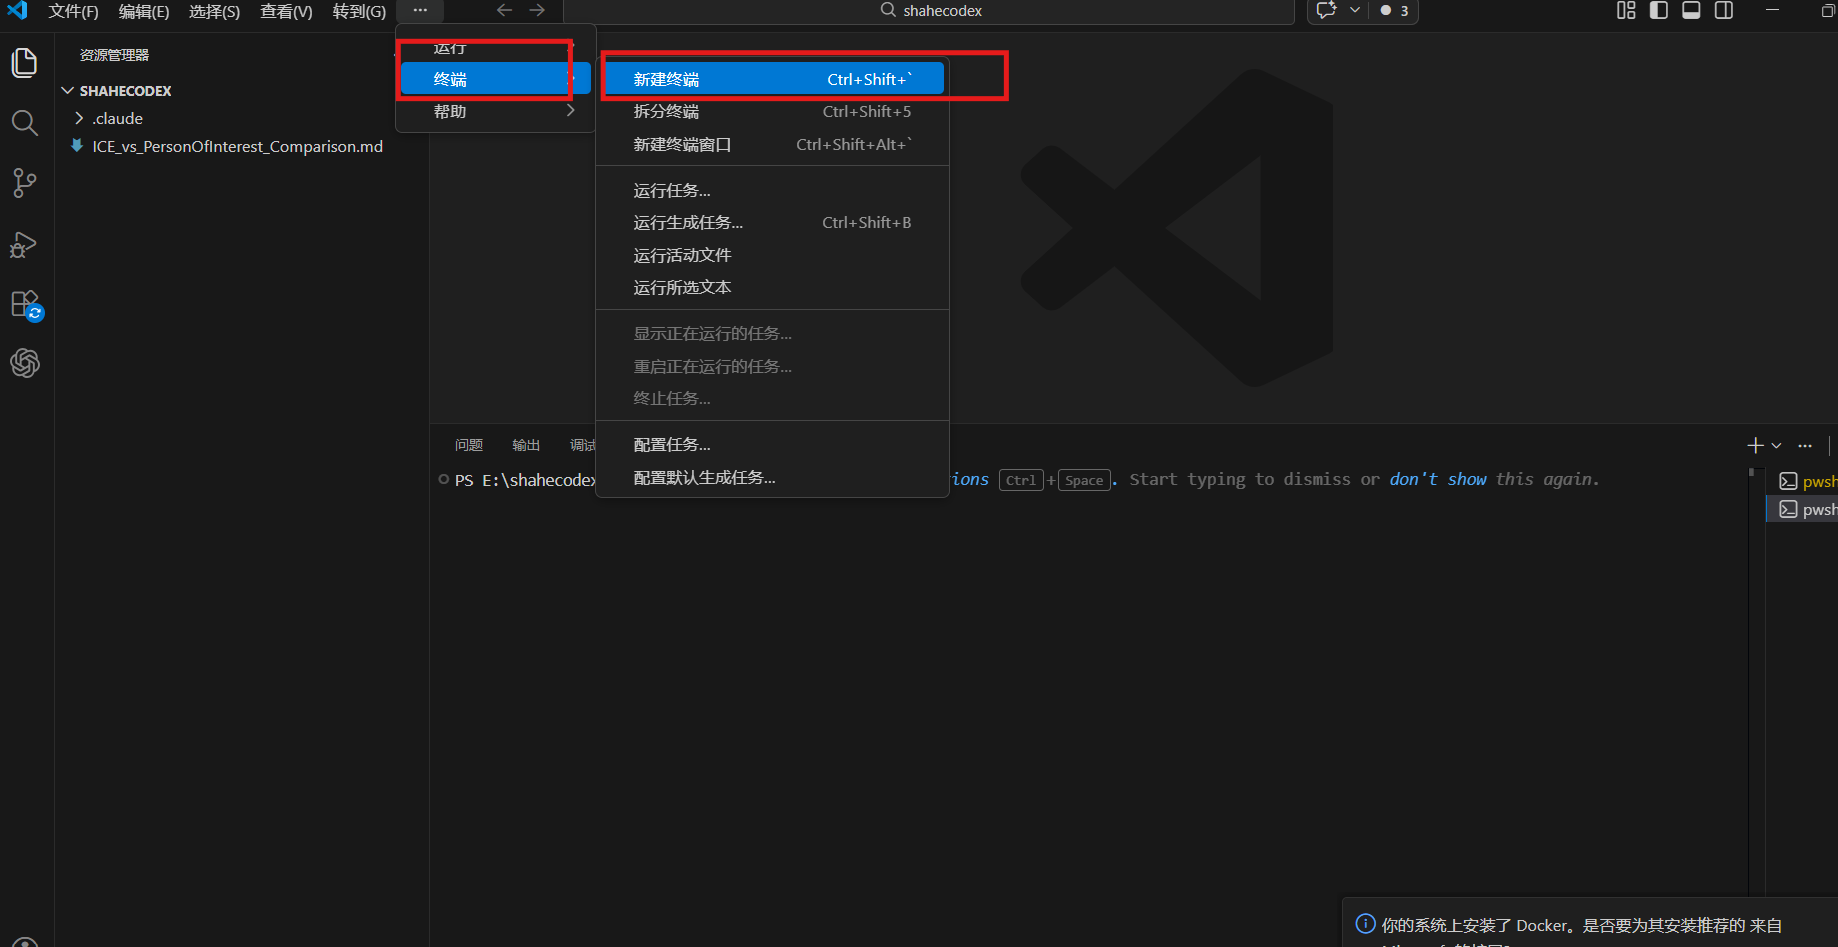 文件(F) 编辑(E) 选择(S) 查看(V) 转到(G) ··· shahecodex 3
资源管理器
SHAHECODEX
.claude
ICE_vs_PersonOfInterest_Comparison.md
运行
终端
帮助
新建终端 Ctrl+Shift+`
拆分终端 Ctrl+Shift+5
新建终端窗口 Ctrl+Shift+Alt+`
运行任务...
运行生成任务... Ctrl+Shift+B
运行活动文件
运行所选文本
显示正在运行的任务...
重启正在运行的任务...
终止任务...
配置任务...
配置默认生成任务...
问题 输出 调试
PS E:\shahecodex
ions Ctrl+Space. Start typing to dismiss or don't show this again.
pwsh
pwsh
你的系统上安装了 Docker。是否要为其安装推荐的 来自